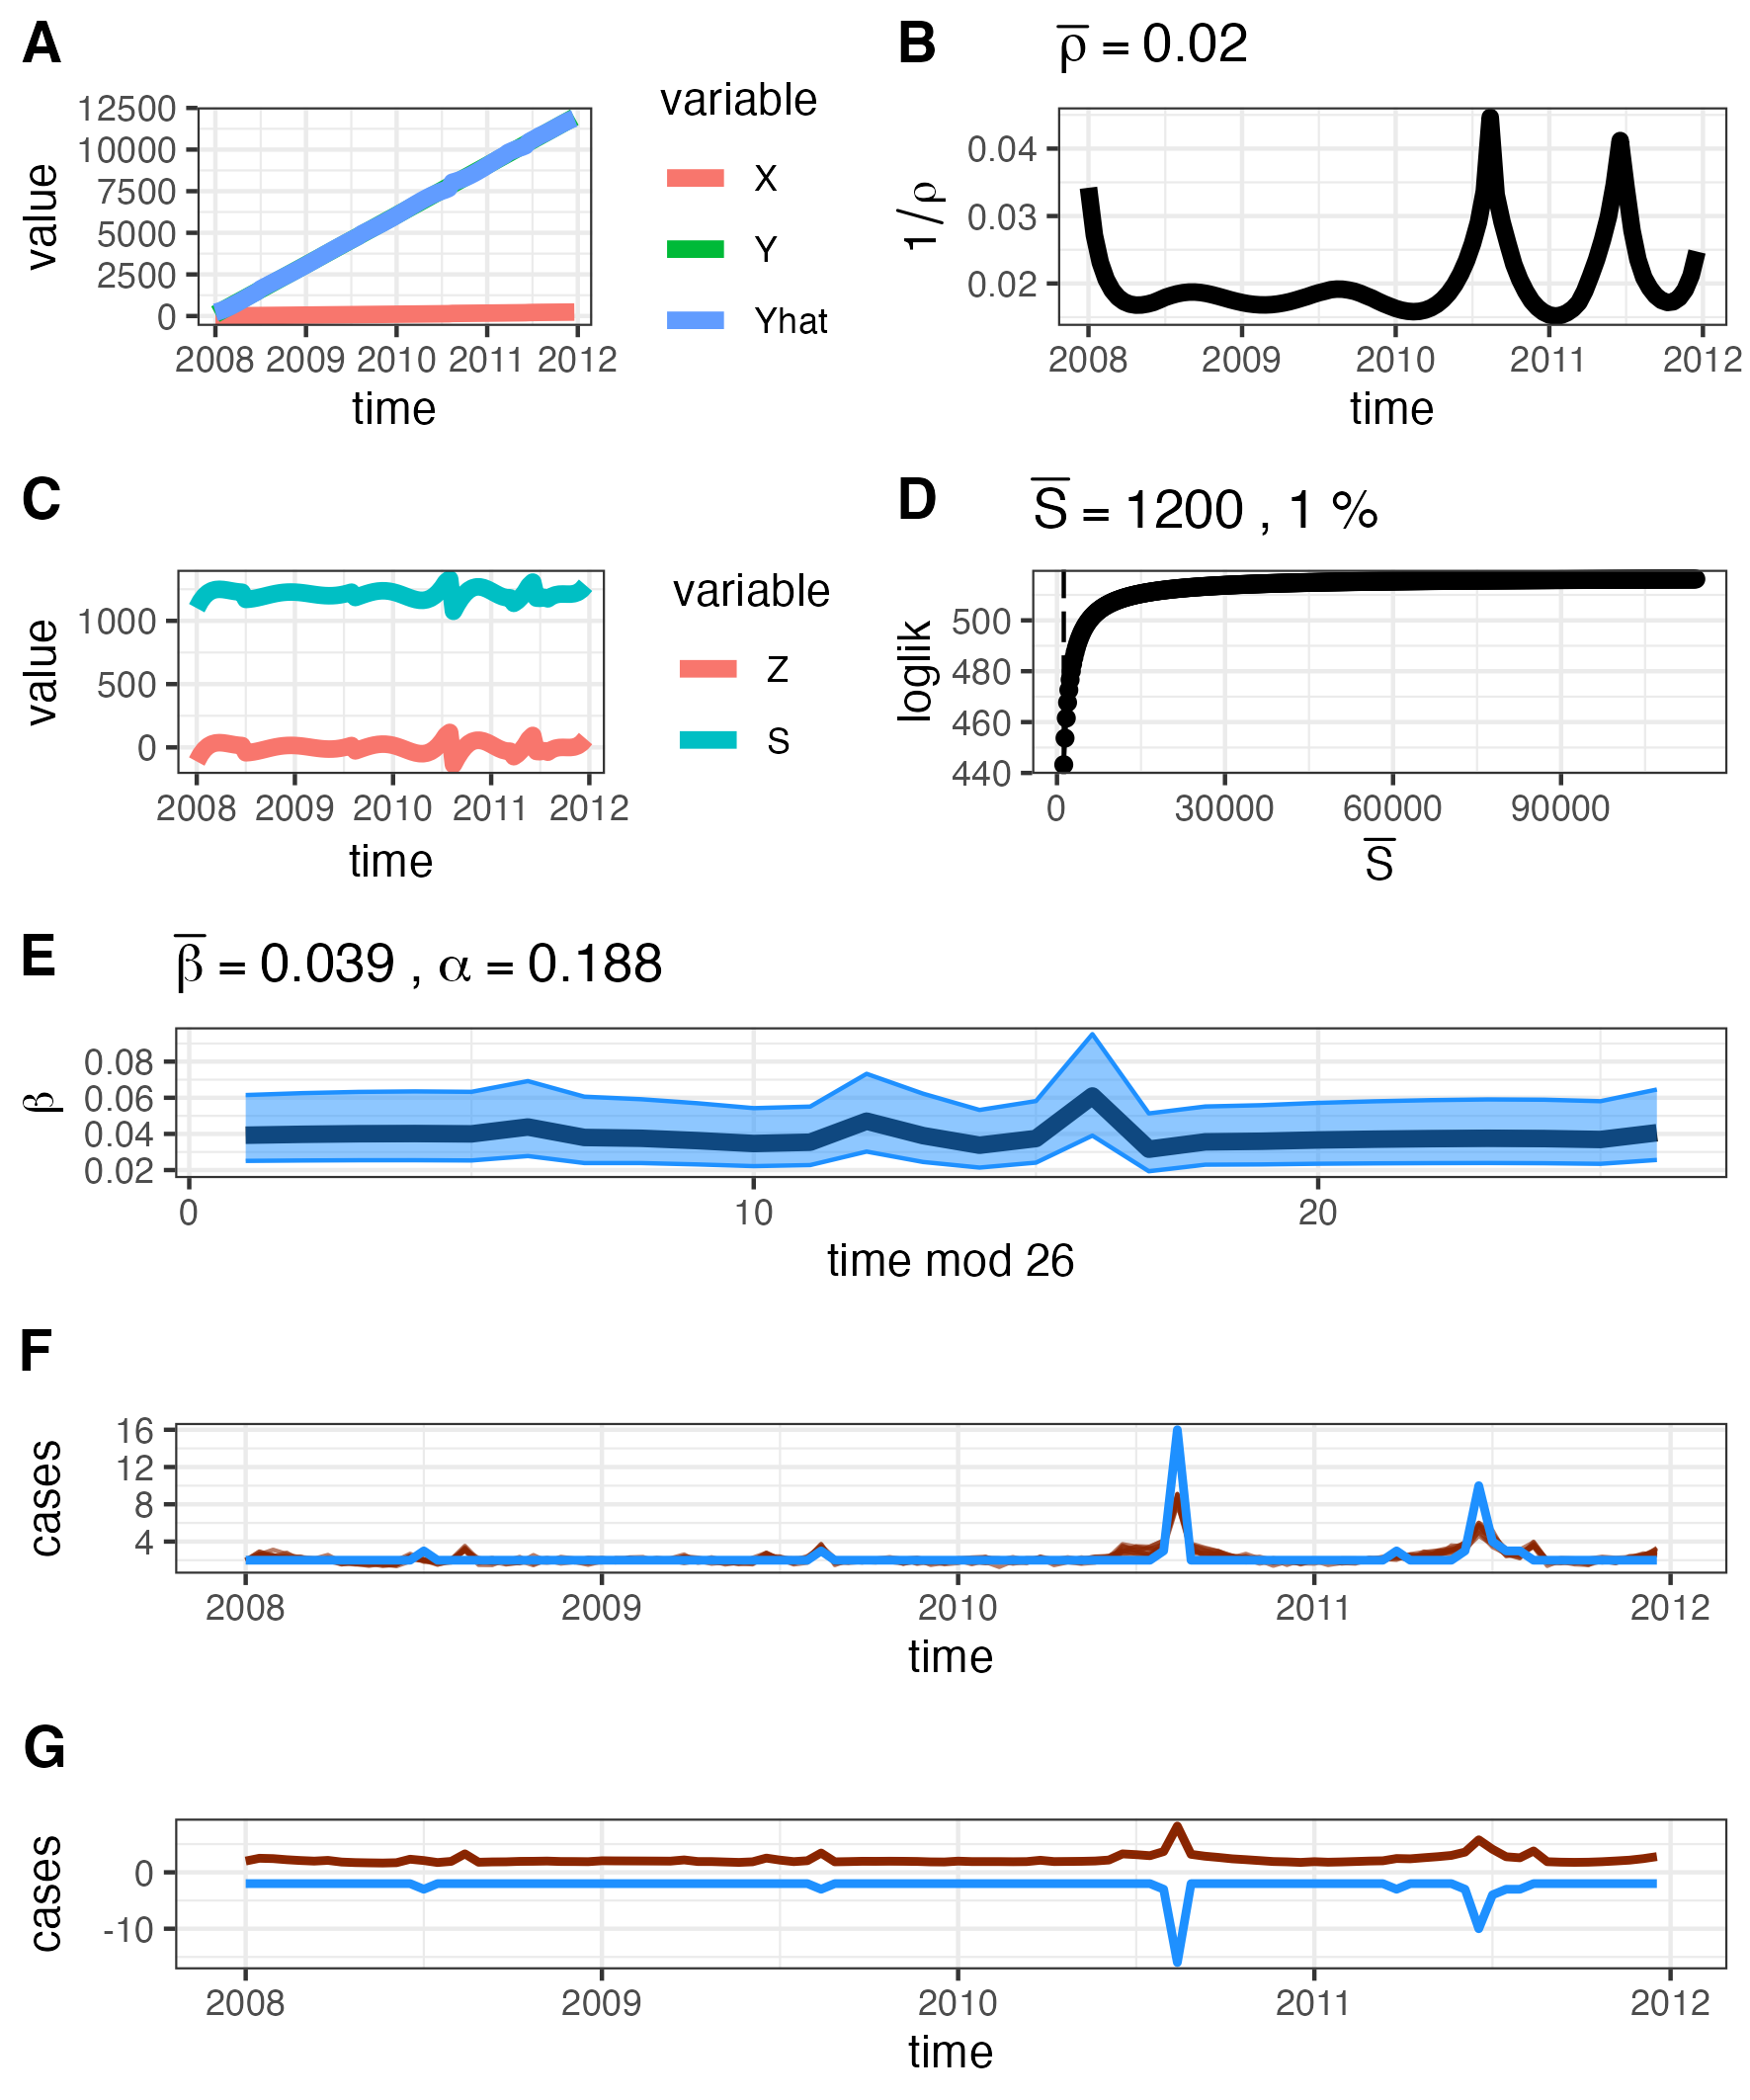 A
12500
10000
7500
5000
2500
0
value
2008 2009 2010 2011 2012
time
variable
X
Y
Yhat
B
ρ̅ = 0.02
0.04
0.03
0.02
1/ρ
2008 2009 2010 2011 2012
time
C
1000
500
0
value
2008 2009 2010 2011 2012
time
variable
Z
S
D
S̅ = 1200 , 1 %
500
480
460
440
loglik
0 30000 60000 90000
S̅
E
β̅ = 0.039 , α = 0.188
0.08
0.06
0.04
0.02
β
0 10 20
time mod 26
F
16
12
8
4
cases
2008 2009 2010 2011 2012
time
G
0
-10
cases
2008 2009 2010 2011 2012
time